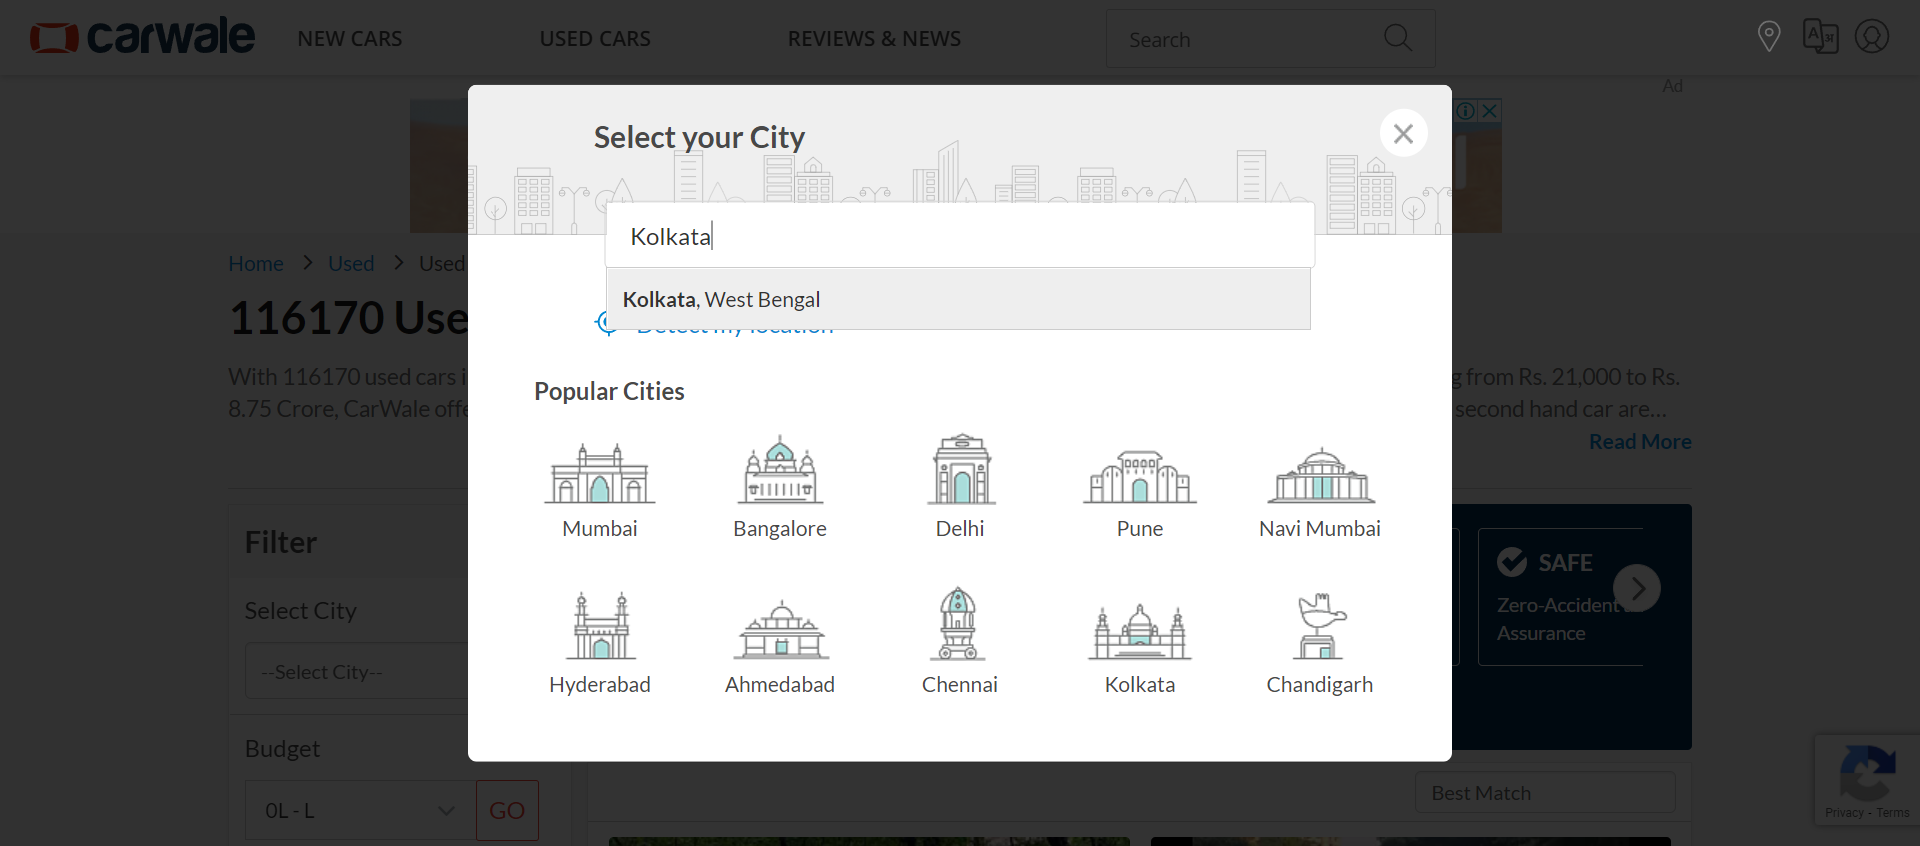 carwale
NEW CARS
USED CARS
REVIEWS & NEWS
Search
Ad
Select your City
Kolkata
Kolkata, West Bengal
Detect my location
Home > Used > Used
116170 Use
With 116170 used cars i
g from Rs. 21,000 to Rs.
8.75 Crore, CarWale offe
second hand car are...
Read More
Popular Cities
Mumbai
Bangalore
Delhi
Pune
Navi Mumbai
Hyderabad
Ahmedabad
Chennai
Kolkata
Chandigarh
Filter
Select City
--Select City--
Budget
0L - L
GO
SAFE
Zero-Accident
Assurance
Best Match
Privacy - Terms